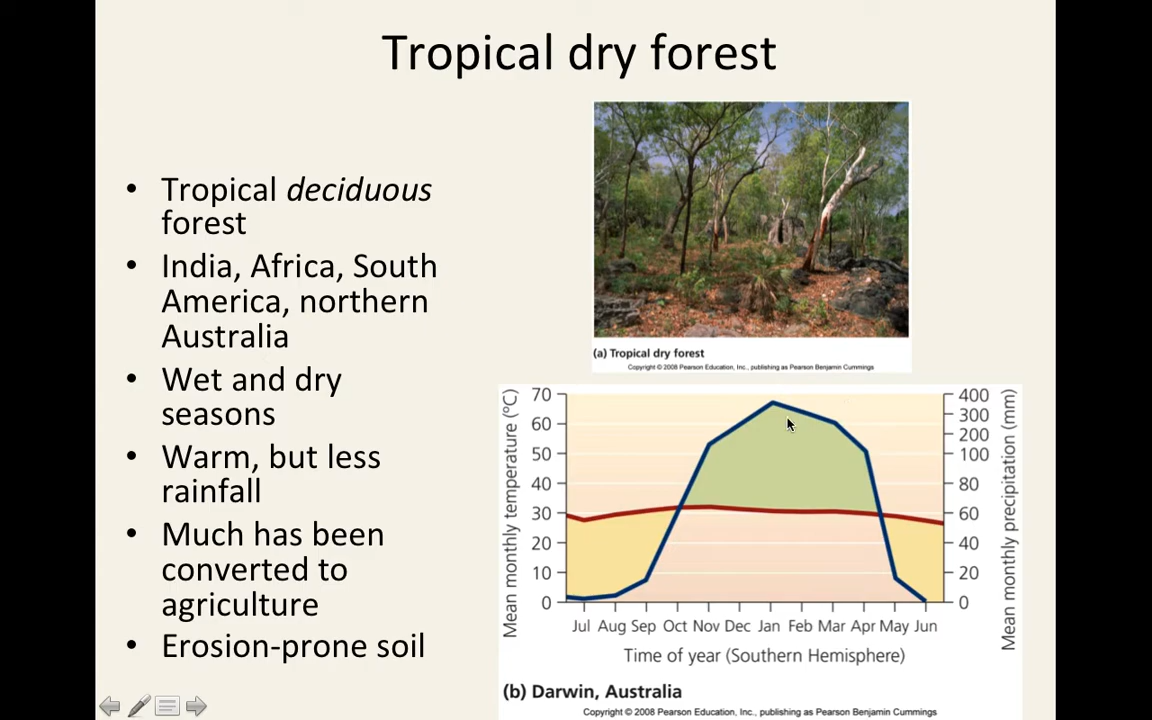 Tropical dry forest
• Tropical deciduous
forest
• India, Africa, South
America, northern
Australia
• Wet and dry
seasons
• Warm, but less
rainfall
• Much has been
converted to
agriculture
• Erosion-prone soil
(a) Tropical dry forest
Copyright © 2008 Pearson Education, Inc., publishing as Pearson Benjamin Cummings
Mean monthly temperature (ºC)
70
60
50
40
30
20
10
0
400
300
200
100
80
60
40
20
0
Mean monthly precipitation (mm)
Jul Aug Sep Oct Nov Dec Jan Feb Mar Apr May Jun
Time of year (Southern Hemisphere)
(b) Darwin, Australia
Copyright © 2008 Pearson Education, Inc., publishing as Pearson Benjamin Cummings